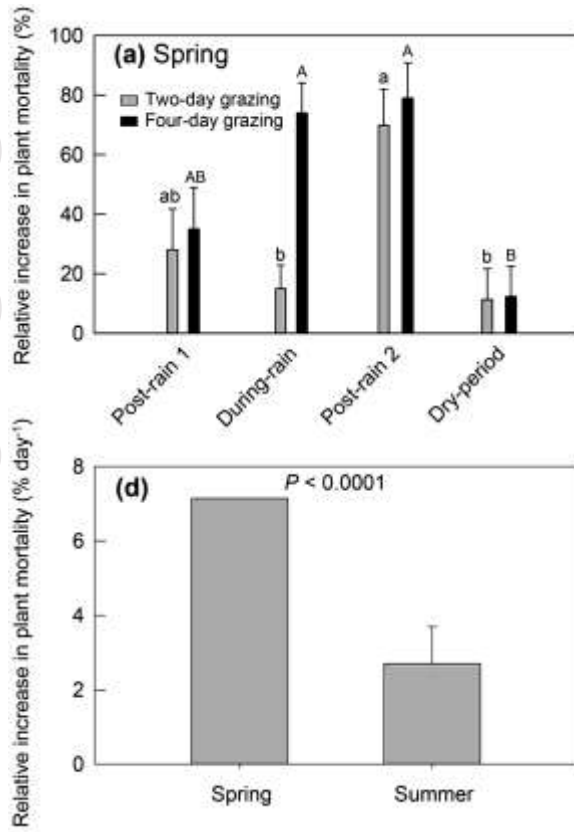 Relative increase in plant mortality (%)
100
80
60
40
20
0
(a) Spring
Two-day grazing
Four-day grazing
ab
AB
b
A
a
A
b
B
Post-rain 1
During-rain
Post-rain 2
Dry-period
Relative increase in plant mortality (% day⁻¹)
8
6
4
2
0
(d)
P < 0.0001
Spring
Summer